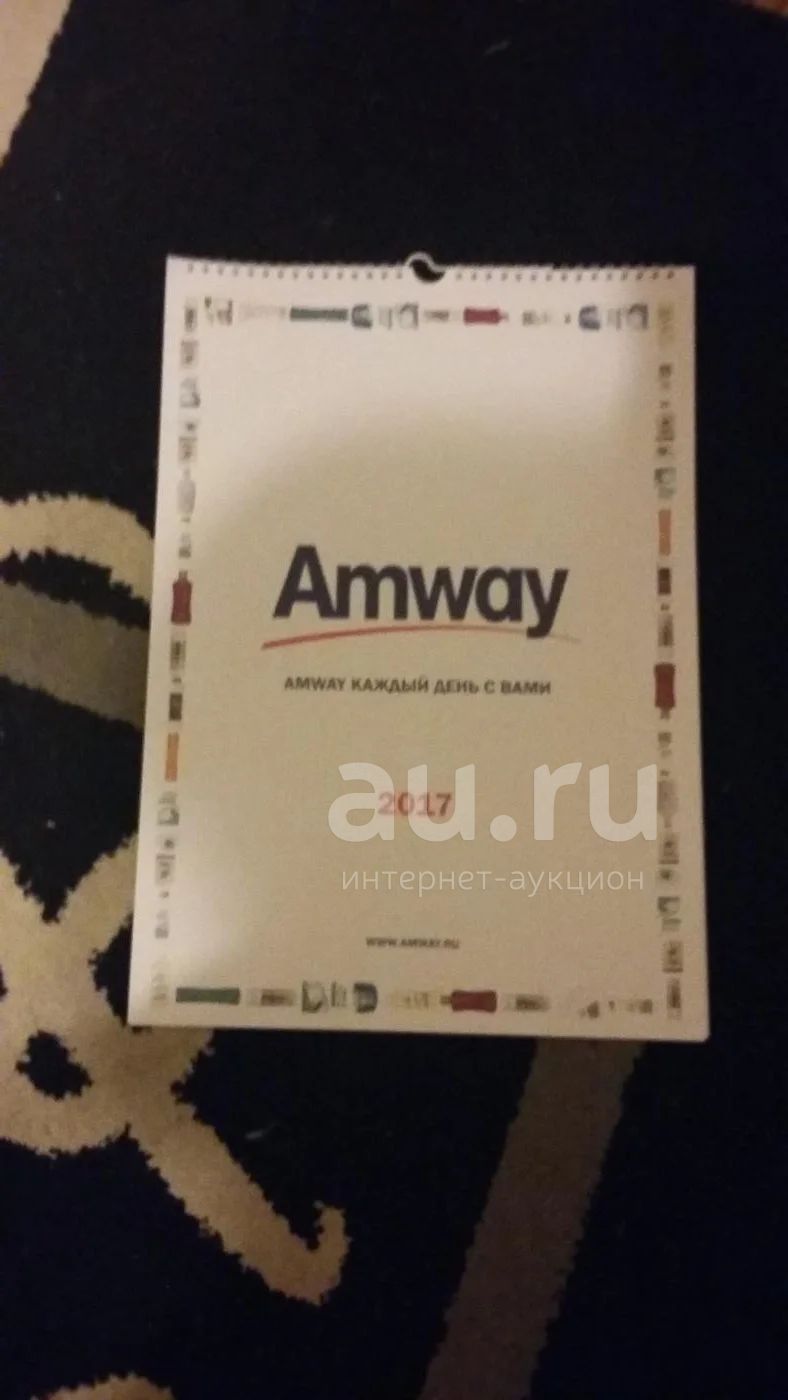 Amway
AMWAY КАЖДЫЙ ДЕНЬ С ВАМИ
2017
au.ru
интернет-аукцион
WWW.AMWAY.RU